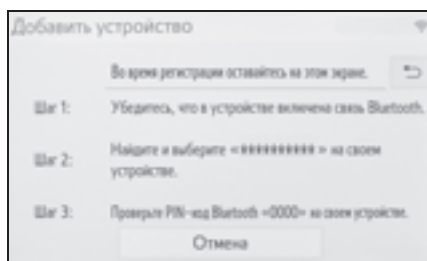 Добавить устройство
Во время регистрации оставайтесь на этом экране.
Шаг 1: Убедитесь, что в устройстве включена связь Bluetooth.
Шаг 2: Найдите и выберите «##########» на своем
устройстве.
Шаг 3: Проверьте PIN-код Bluetooth «0000» на своем устройстве.
Отмена